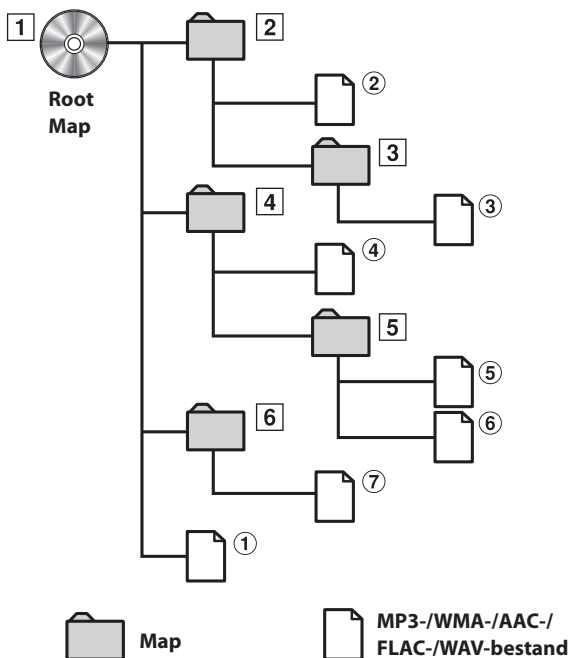 1
2
Root
Map
②
3
③
4
④
5
⑤
⑥
6
⑦
①
Map
MP3-/WMA-/AAC-/
FLAC-/WAV-bestand